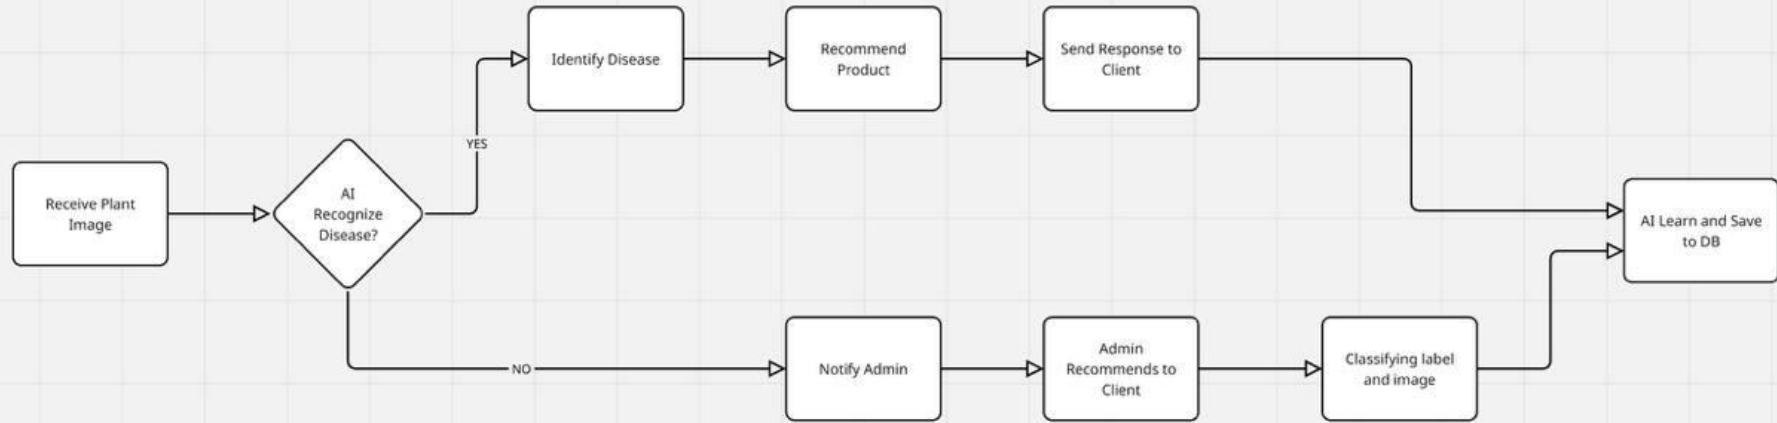 Receive Plant
Image
AI
Recognize
Disease?
YES
Identify Disease
Recommend
Product
Send Response to
Client
NO
Notify Admin
Admin
Recommends to
Client
Classifying label
and image
AI Learn and Save
to DB